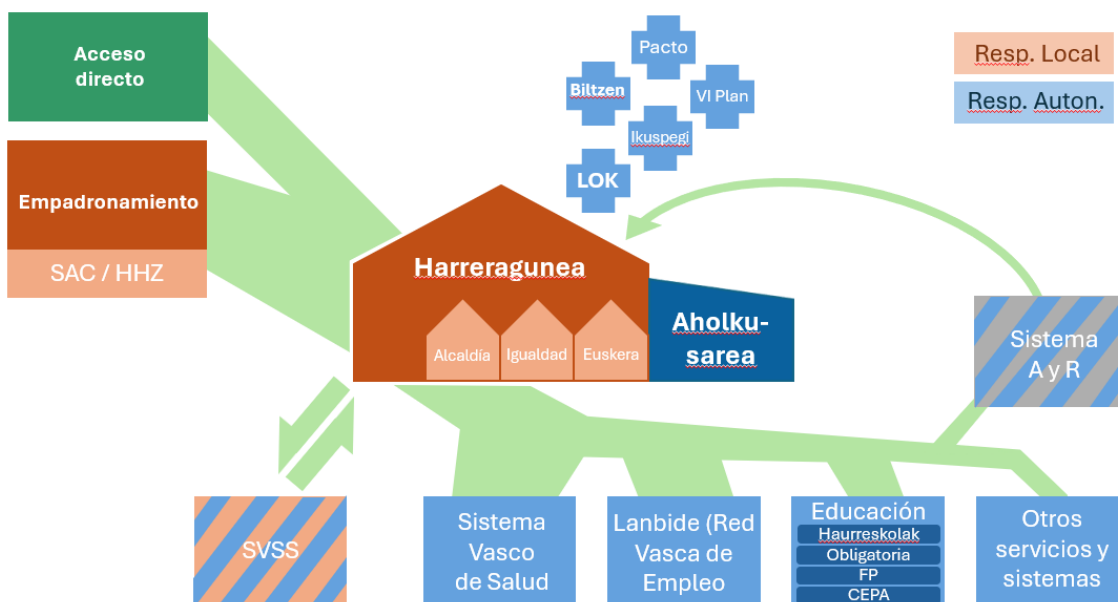 Acceso
directo
Empadronamiento
SAC / HHZ
Pacto
Biltzen
VI Plan
Ikuspegi
LOK
Resp. Local
Resp. Auton.
Harreragunea
Alcaldía
Igualdad
Euskera
Aholku-
sarea
Sistema
A y R
SVSS
Sistema
Vasco
de Salud
Lanbide (Red
Vasca de
Empleo
Educación
Haurreskolak
Obligatoria
FP
CEPA
Otros
servicios y
sistemas